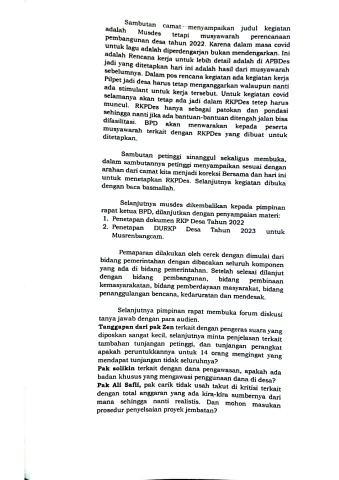 Sambutan camat menyampaikan judul kegiatan
adalah Musdes tetapi musyawarah perencanaan
pembangunan desa tahun 2022. Karena dalam masa covid
untuk lagu adalah diperdengarjan bukan mendengarkan. Ini
adalah Rencana kerja untuk lebih detail adalah di APBDes
jadi yang ditetapkan hari ini adalah hasil dari musyawarah
sebelumnya. Dalam pos rencana kegiatan ada kegiatan kerja
Pilpet jadi desa harus tetap menganggarkan walaupun nanti
ada stimulant untuk kerja tersebut. Untuk kegiatan covid
selamanya akan tetap ada jadi dalam RKPDes tetep harus
muncul. RKPDes hanya sebagai patokan dan pondasi
sehingga nanti jika ada bantuan-bantuan ditengah jalan bisa
difasilitasi. BPD akan menwarakan kepada peserta
musyawarah terkait dengan RKPDes yang dibuat untuk
ditetapkan.
Sambutan petinggi sinanggul sekaligus membuka,
dalam sambutannya petinggi menyampaikan sesuai dengan
arahan dari camat kita menjadi koreksi Bersama dan hari ini
untuk menetapkan RKPDes. Selanjutnya kegiatan dibuka
dengan baca basmallah.
Selanjutnya musdes dikembalikan kepada pimpinan
rapat ketua BPD, dilanjutkan dengan penyampaian materi:
1. Penetapan dokumen RKP Desa Tahun 2022
2. Penetapan DURKP Desa Tahun 2023 untuk
Musrenbangcam.
Pemaparan dilakukan oleh cerek dengan dimulai dari
bidang pemerintahan dengan dibacakan seluruh komponen
yang ada di bidang pemerintahan. Setelah selesai dilanjut
dengan bidang pembangunan, bidang pembinaan
kemasyarakatan, bidang pemberdayaan masyarakat, bidang
penanggulangan bencana, kedaruratan dan mendesak.
Selanjutnya pimpinan rapat membuka forum diskusi
tanya jawab dengan para audien.
Tanggapan dari pak Zen terkait dengan pengeras suara yang
diposkan sangat kecil, selanjutnya minta penjelasan terkait
tambahan tunjangan petinggi, dan tunjangan perangkat
apakah peruntukkannya untuk 14 orang mengingat yang
mendapat tunjangan tidak seluruhnya?
Pak solikin terkait dengan dana pengawasan, apakah ada
badan khusus yang mengawasi penggunaan dana di desa?
Pak Ali Safii, pak carik tidak usah takut di kritisi terkait
dengan total anggaran yang ada kira-kira sumbernya dari
mana sehingga nanti realistis. Dan mohon masukan
prosedur penyelsaian proyek jembatan?